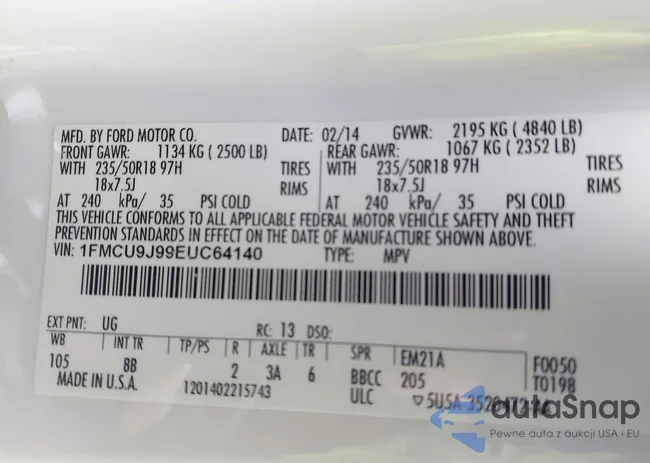 MFD. BY FORD MOTOR CO. DATE: 02/14 GVWR: 2195 KG ( 4840 LB)
FRONT GAWR: 1134 KG ( 2500 LB) REAR GAWR: 1067 KG ( 2352 LB)
WITH 235/50R18 97H TIRES WITH 235/50R18 97H TIRES
18x7.5J RIMS 18x7.5J RIMS
AT 240 kPa/ 35 PSI COLD AT 240 kPa/ 35 PSI COLD
THIS VEHICLE CONFORMS TO ALL APPLICABLE FEDERAL MOTOR VEHICLE SAFETY AND THEFT
PREVENTION STANDARDS IN EFFECT ON THE DATE OF MANUFACTURE SHOWN ABOVE.
VIN: 1FMCU9J99EUC64140 TYPE: MPV
EXT PNT: UG RC: 13 DSO:
WB INT TR TP/PS R AXLE TR SPR EM21A F0050
105 8B 2 3A 6 BBCC 205 T0198
MADE IN U.S.A. 1201402215743 ULC
autoSnap
Pewne auta z aukcji USA i EU